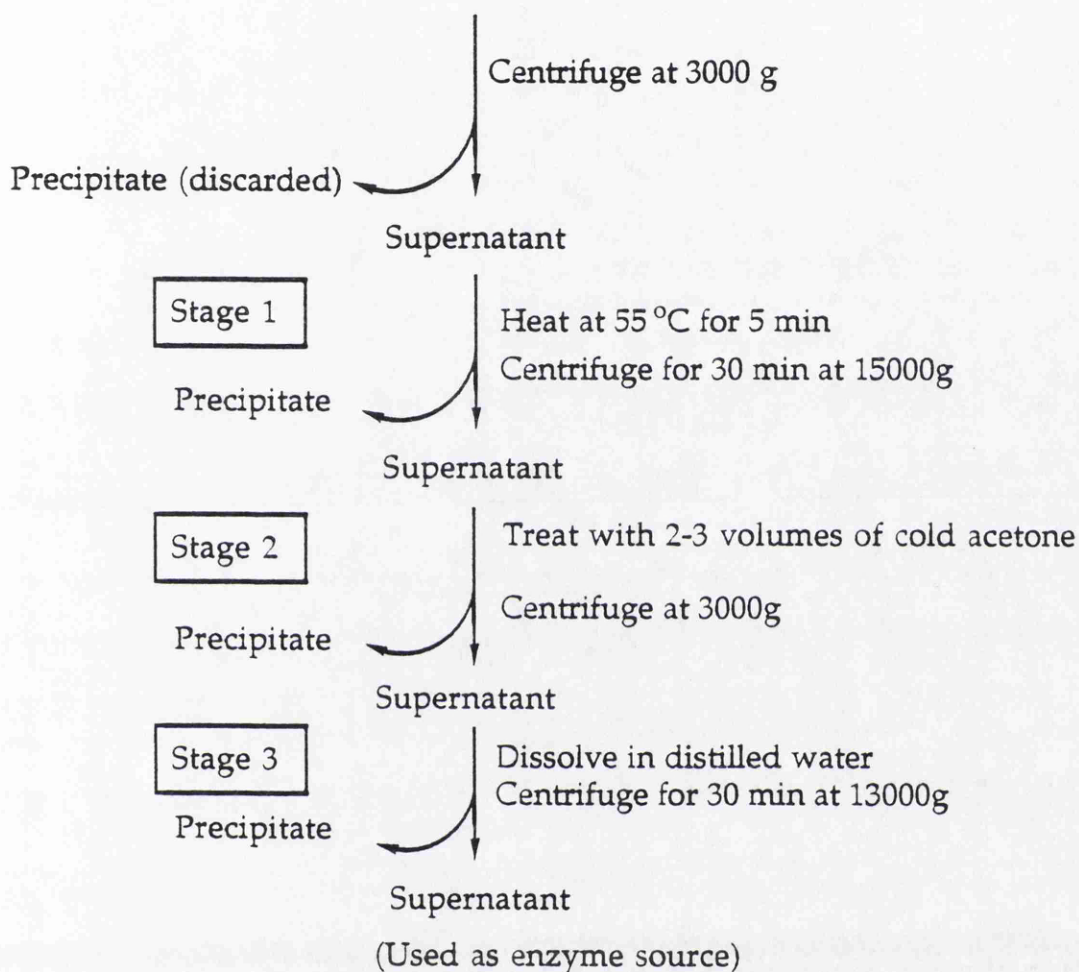 Centrifuge at 3000 g
Precipitate (discarded)
Supernatant
Stage 1
Heat at 55 °C for 5 min
Centrifuge for 30 min at 15000g
Precipitate
Supernatant
Stage 2
Treat with 2-3 volumes of cold acetone
Centrifuge at 3000g
Precipitate
Supernatant
Stage 3
Dissolve in distilled water
Centrifuge for 30 min at 13000g
Precipitate
Supernatant
(Used as enzyme source)